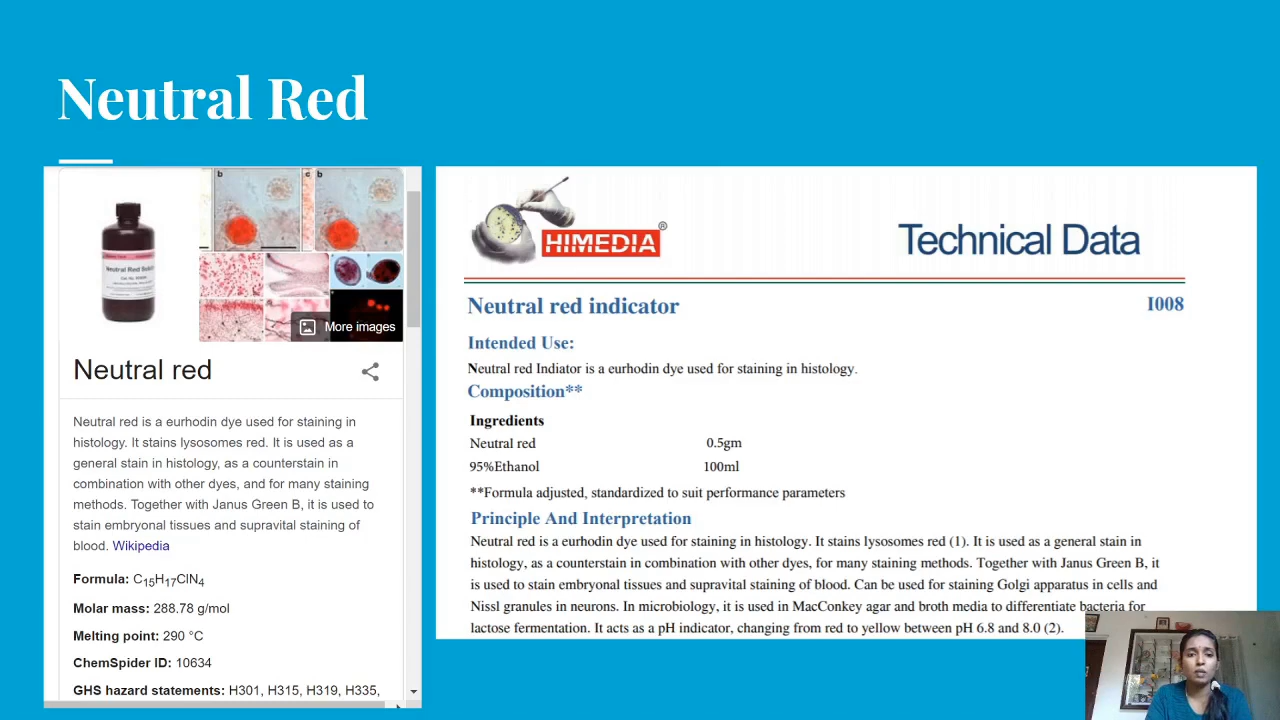 Neutral Red
b
c
b
Neutral Red
More images
Neutral red
Neutral red is a eurhodin dye used for staining in
histology. It stains lysosomes red. It is used as a
general stain in histology, as a counterstain in
combination with other dyes, and for many staining
methods. Together with Janus Green B, it is used to
stain embryonal tissues and supravital staining of
blood. Wikipedia
Formula: C₁₅H₁₇ClN₄
Molar mass: 288.78 g/mol
Melting point: 290 °C
ChemSpider ID: 10634
GHS hazard statements: H301, H315, H319, H335,
HIMEDIA®
Technical Data
Neutral red indicator
I008
Intended Use:
Neutral red Indiator is a eurhodin dye used for staining in histology.
Composition**
Ingredients
Neutral red 0.5gm
95%Ethanol 100ml
**Formula adjusted, standardized to suit performance parameters
Principle And Interpretation
Neutral red is a eurhodin dye used for staining in histology. It stains lysosomes red (1). It is used as a general stain in
histology, as a counterstain in combination with other dyes, for many staining methods. Together with Janus Green B, it
is used to stain embryonal tissues and supravital staining of blood. Can be used for staining Golgi apparatus in cells and
Nissl granules in neurons. In microbiology, it is used in MacConkey agar and broth media to differentiate bacteria for
lactose fermentation. It acts as a pH indicator, changing from red to yellow between pH 6.8 and 8.0 (2).